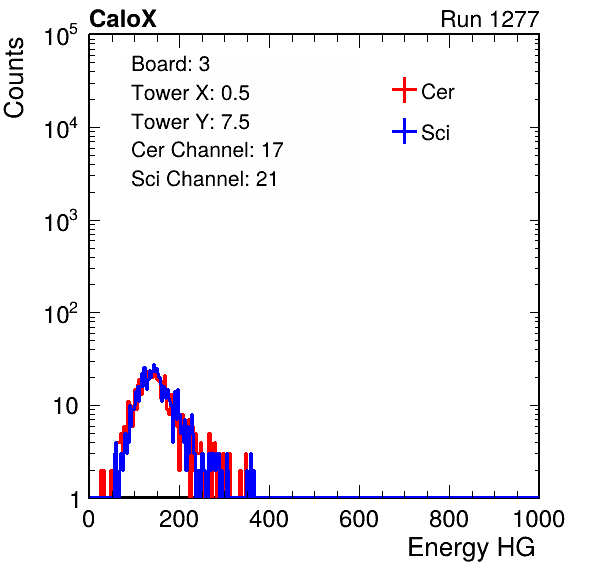 CaloX Run 1277
Counts
10^5
10^4
10^3
10^2
10
1
Board: 3
Tower X: 0.5
Tower Y: 7.5
Cer Channel: 17
Sci Channel: 21
Cer
Sci
0 200 400 600 800 1000
Energy HG